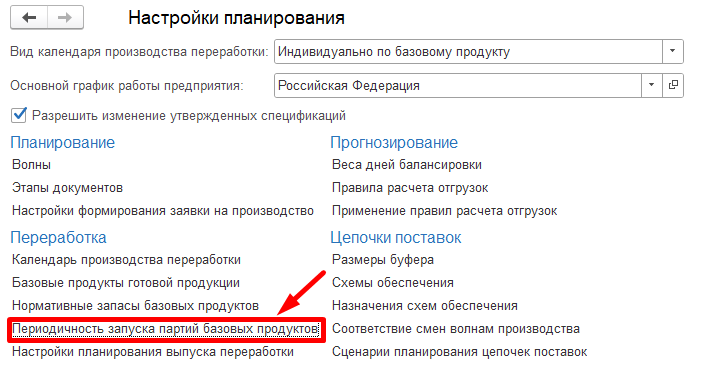 Настройки планирования
Вид календаря производства переработки: Индивидуально по базовому продукту
Основной график работы предприятия: Российская Федерация
Разрешить изменение утвержденных спецификаций
Планирование
Волны
Этапы документов
Настройки формирования заявки на производство
Прогнозирование
Веса дней балансировки
Правила расчета отгрузок
Применение правил расчета отгрузок
Переработка
Календарь производства переработки
Базовые продукты готовой продукции
Нормативные запасы базовых продуктов
Периодичность запуска партий базовых продуктов
Настройки планирования выпуска переработки
Цепочки поставок
Размеры буфера
Схемы обеспечения
Назначения схем обеспечения
Соответствие смен волнам производства
Сценарии планирования цепочек поставок